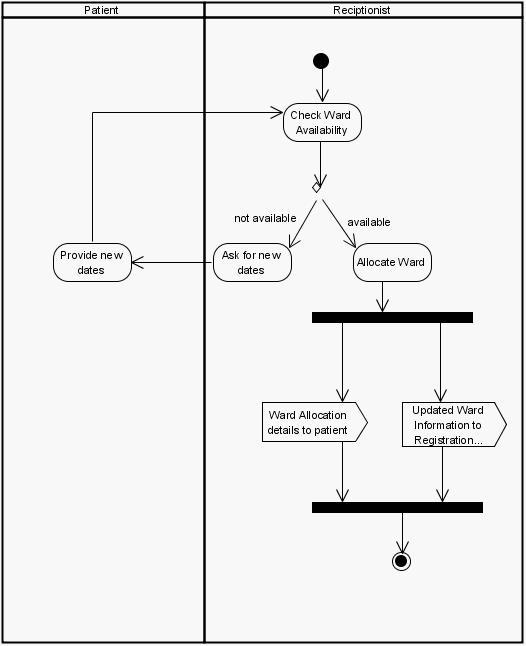 Patient
Reciptionist
Check Ward
Availability
not available
available
Provide new
dates
Ask for new
dates
Allocate Ward
Ward Allocation
details to patient
Updated Ward
Information to
Registration...